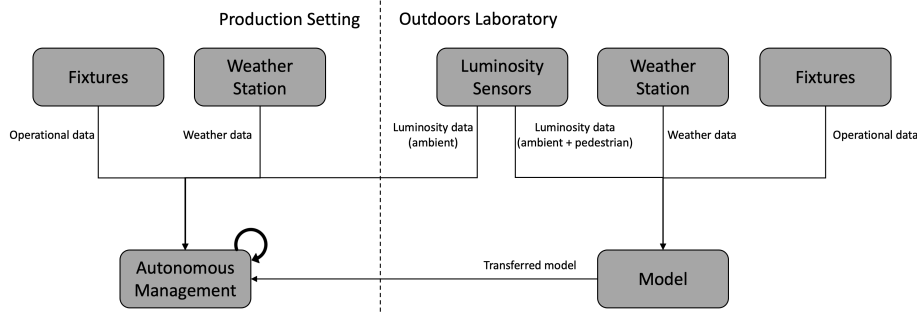 Production Setting
Outdoors Laboratory
Fixtures
Weather
Station
Luminosity
Sensors
Weather
Station
Fixtures
Operational data
Weather data
Luminosity data
(ambient)
Luminosity data
(ambient + pedestrian)
Weather data
Operational data
Autonomous
Management
Transferred model
Model